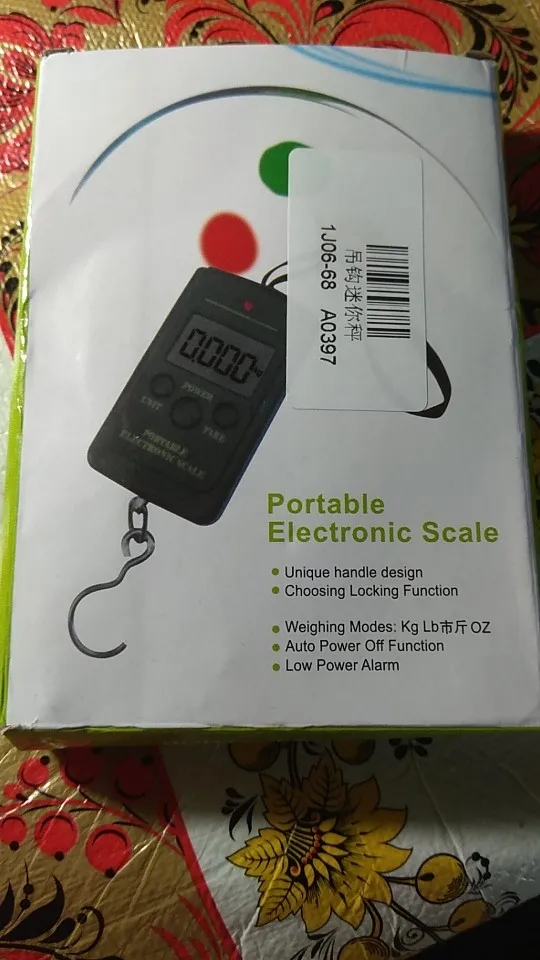 吊钩迷你秤
1J06-68 A0397
0000 kg
POWER
UNIT
TARE
PORTABLE
ELECTRONIC SCALE
Portable
Electronic Scale
Unique handle design
Choosing Locking Function
Weighing Modes: Kg Lb市斤 OZ
Auto Power Off Function
Low Power Alarm